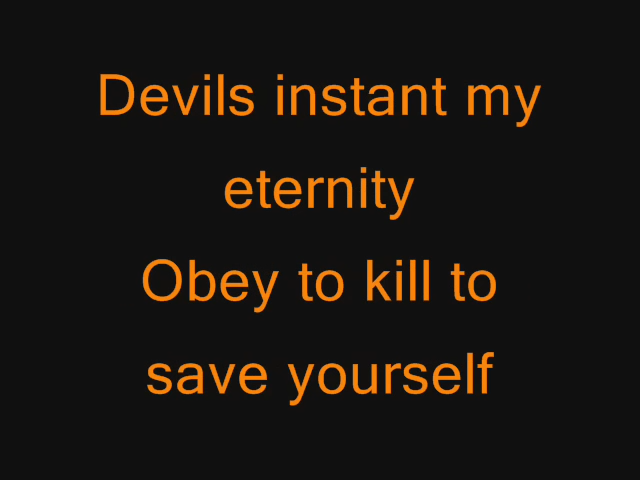 Devils instant my
eternity
Obey to kill to
save yourself